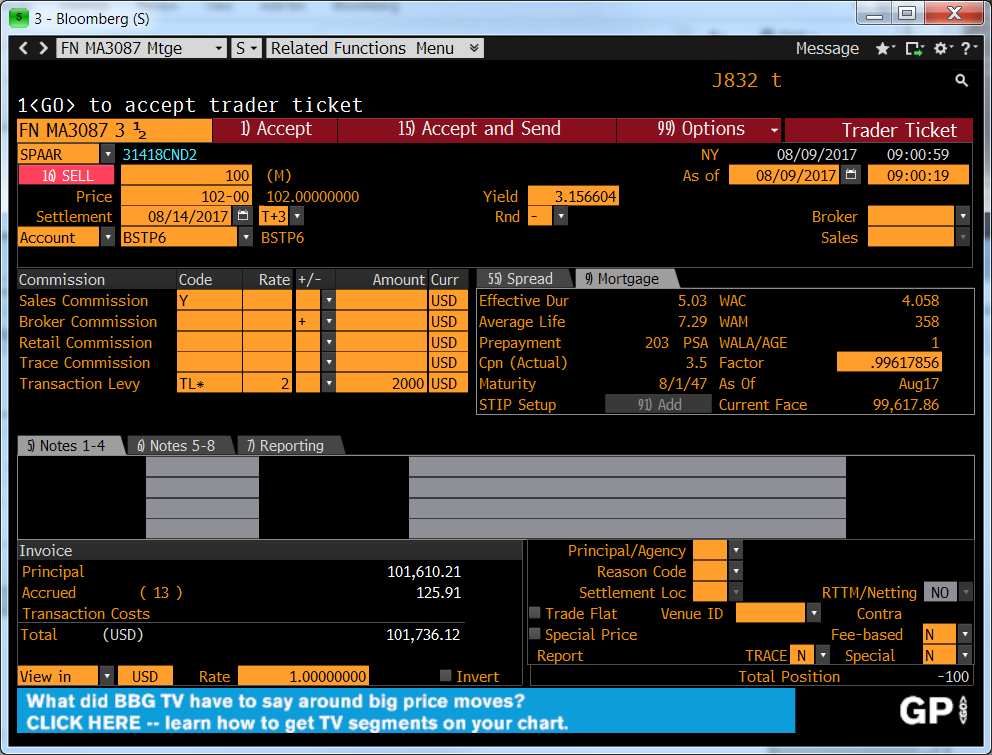 3 - Bloomberg (S)
FN MA3087 Mtge S Related Functions Menu Message ?
J832 t
1<GO> to accept trader ticket
FN MA3087 3 ½ 1) Accept 15) Accept and Send 99) Options Trader Ticket
SPAAR 31418CND2 NY 08/09/2017 09:00:59
10) SELL 100 (M) As of 08/09/2017 09:00:19
Price 102-00 102.00000000 Yield 3.156604
Settlement 08/14/2017 T+3 Rnd - Broker
Account BSTP6 BSTP6 Sales
Commission Code Rate +/- Amount Curr 55) Spread 9) Mortgage
Sales Commission Y USD Effective Dur 5.03 WAC 4.058
Broker Commission + USD Average Life 7.29 WAM 358
Retail Commission USD Prepayment 203 PSA WALA/AGE 1
Trace Commission USD Cpn (Actual) 3.5 Factor .99617856
Transaction Levy TL* 2 2000 USD Maturity 8/1/47 As Of Aug17
STIP Setup 91) Add Current Face 99,617.86
5) Notes 1-4 6) Notes 5-8 7) Reporting
Invoice Principal/Agency
Principal 101,610.21 Reason Code
Accrued ( 13 ) 125.91 Settlement Loc RTTM/Netting NO
Transaction Costs Trade Flat Venue ID Contra
Total (USD) 101,736.12 Special Price Fee-based N
Report TRACE N Special N
View in USD Rate 1.00000000 Invert Total Position -100
What did BBG TV have to say around big price moves?
CLICK HERE -- learn how to get TV segments on your chart.
GP